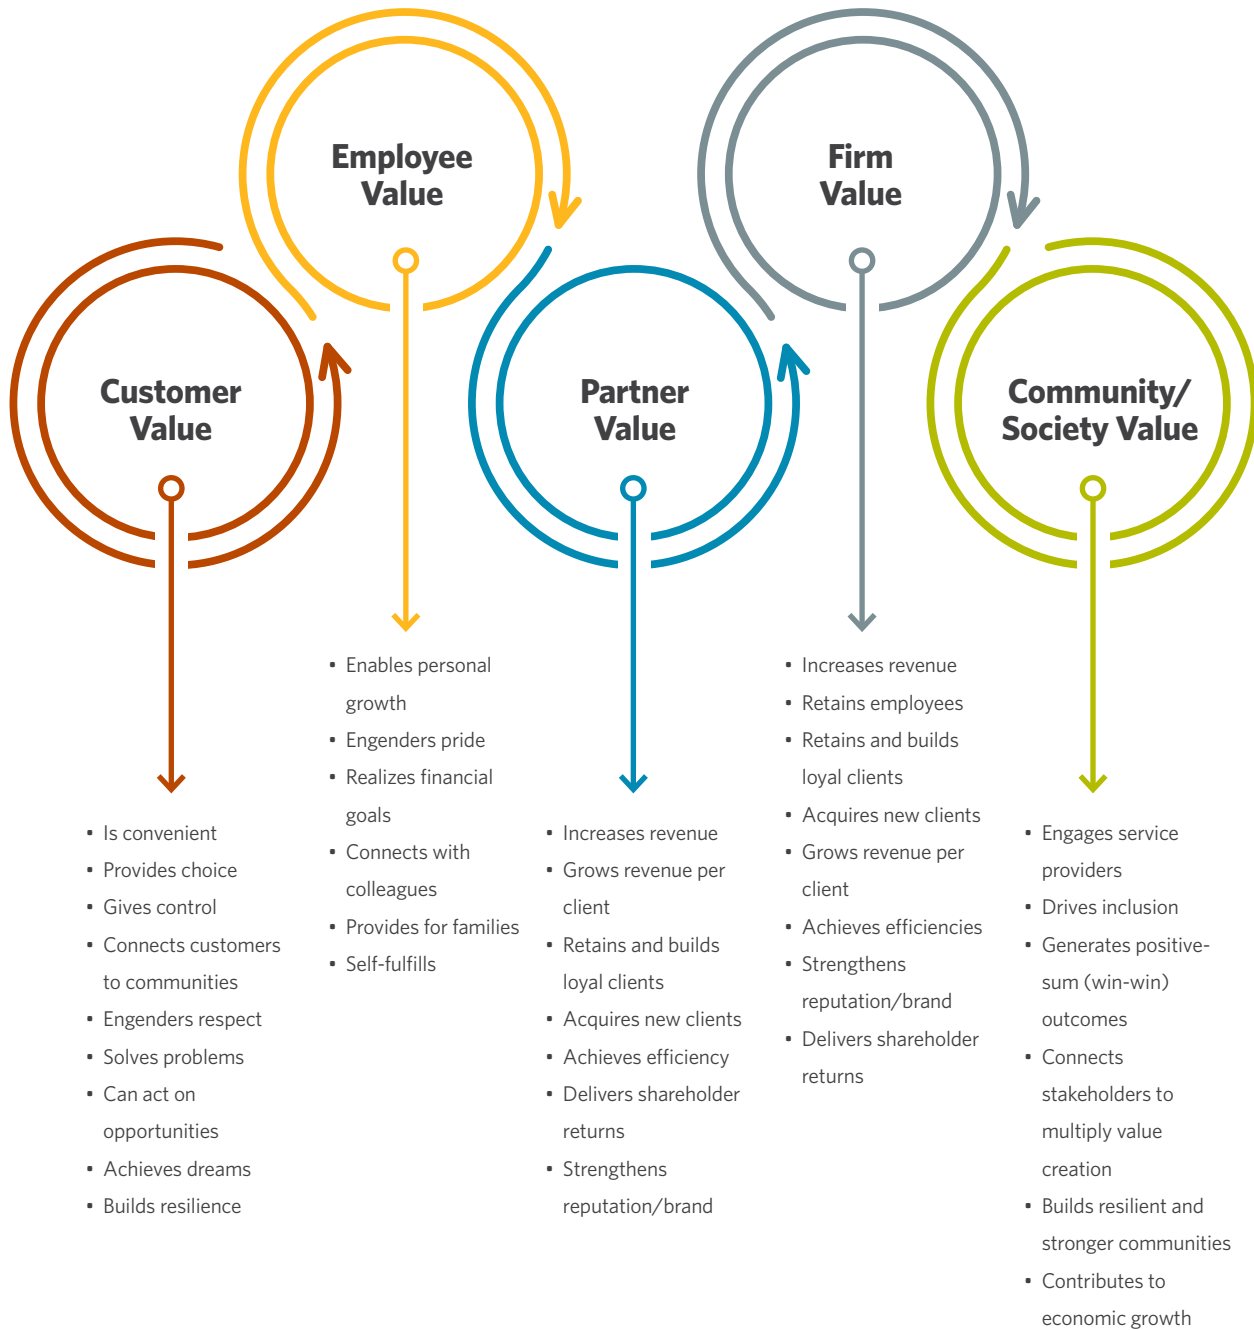 Employee
Value
Firm
Value
Customer
Value
Partner
Value
Community/
Society Value
▪ Is convenient
▪ Provides choice
▪ Gives control
▪ Connects customers
to communities
▪ Engenders respect
▪ Solves problems
▪ Can act on
opportunities
▪ Achieves dreams
▪ Builds resilience
▪ Enables personal
growth
▪ Engenders pride
▪ Realizes financial
goals
▪ Connects with
colleagues
▪ Provides for families
▪ Self-fulfills
▪ Increases revenue
▪ Grows revenue per
client
▪ Retains and builds
loyal clients
▪ Acquires new clients
▪ Achieves efficiency
▪ Delivers shareholder
returns
▪ Strengthens
reputation/brand
▪ Increases revenue
▪ Retains employees
▪ Retains and builds
loyal clients
▪ Acquires new clients
▪ Grows revenue per
client
▪ Achieves efficiencies
▪ Strengthens
reputation/brand
▪ Delivers shareholder
returns
▪ Engages service
providers
▪ Drives inclusion
▪ Generates positive-
sum (win-win)
outcomes
▪ Connects
stakeholders to
multiply value
creation
▪ Builds resilient and
stronger communities
▪ Contributes to
economic growth